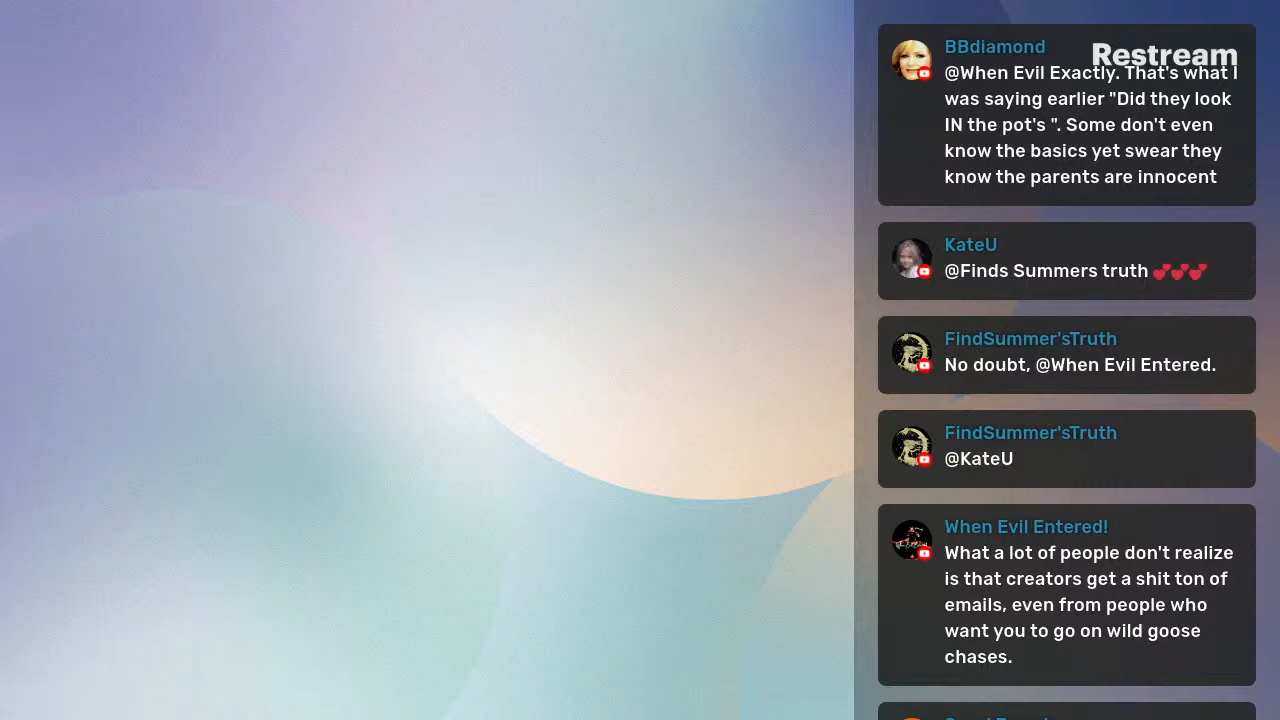 Restream
BBdiamond
@When Evil Exactly. That's what I
was saying earlier "Did they look
IN the pot's ". Some don't even
know the basics yet swear they
know the parents are innocent
KateU
@Finds Summers truth 💕💕💕
FindSummer'sTruth
No doubt, @When Evil Entered.
FindSummer'sTruth
@KateU
When Evil Entered!
What a lot of people don't realize
is that creators get a shit ton of
emails, even from people who
want you to go on wild goose
chases.